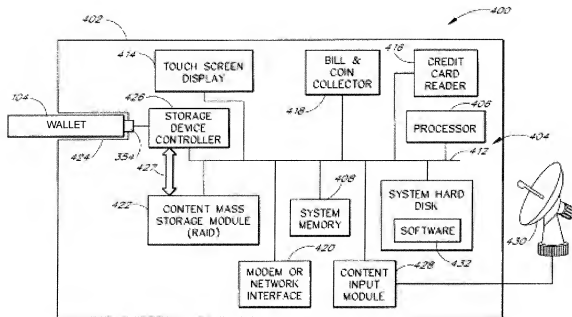 400
402
414
TOUCH SCREEN
DISPLAY
BILL &
COIN
COLLECTOR
418
416
CREDIT
CARD
READER
104
WALLET
426
STORAGE
DEVICE
CONTROLLER
406
PROCESSOR
404
412
424
354
427
422
CONTENT MASS
STORAGE MODULE
(RAID)
408
SYSTEM
MEMORY
SYSTEM HARD
DISK
SOFTWARE
432
430
420
MODEM OR
NETWORK
INTERFACE
CONTENT
INPUT
MODULE
428